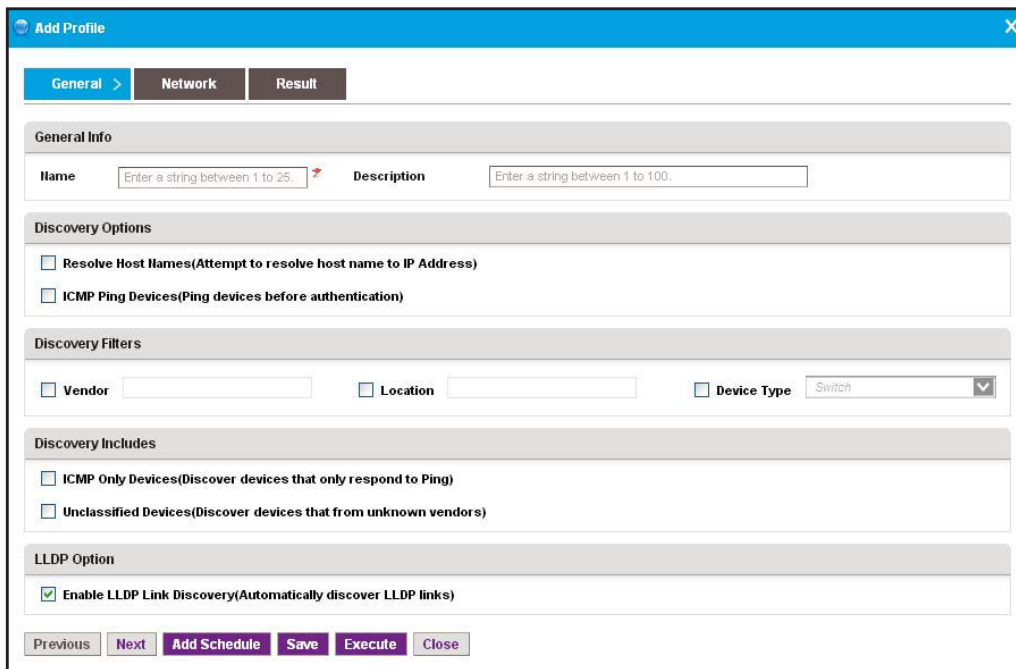 Add Profile X
General > Network Result
General Info
Name Enter a string between 1 to 25. * Description Enter a string between 1 to 100.
Discovery Options
Resolve Host Names(Attempt to resolve host name to IP Address)
ICMP Ping Devices(Ping devices before authentication)
Discovery Filters
Vendor Location Device Type Switch
Discovery Includes
ICMP Only Devices(Discover devices that only respond to Ping)
Unclassified Devices(Discover devices that from unknown vendors)
LLDP Option
Enable LLDP Link Discovery(Automatically discover LLDP links)
Previous Next Add Schedule Save Execute Close